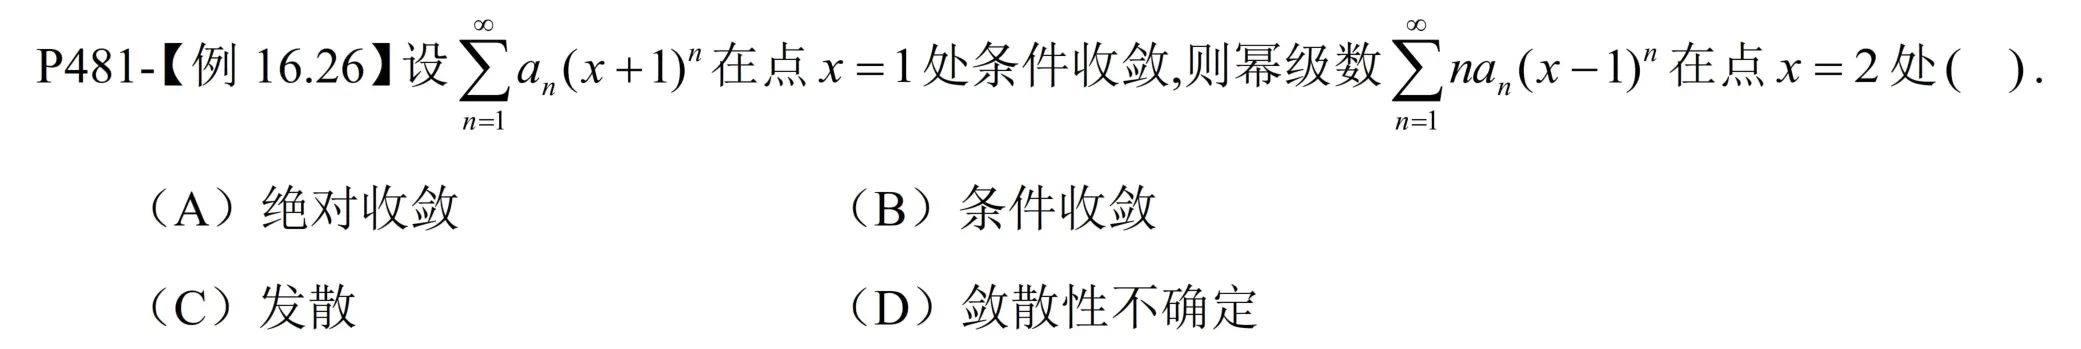 P481-【例 16.26】设 $\sum_{n=1}^{\infty} a_n(x+1)^n$ 在点 $x=1$ 处条件收敛,则幂级数 $\sum_{n=1}^{\infty} na_n(x-1)^n$ 在点 $x=2$ 处( ).
（A）绝对收敛 （B）条件收敛
（C）发散 （D）敛散性不确定